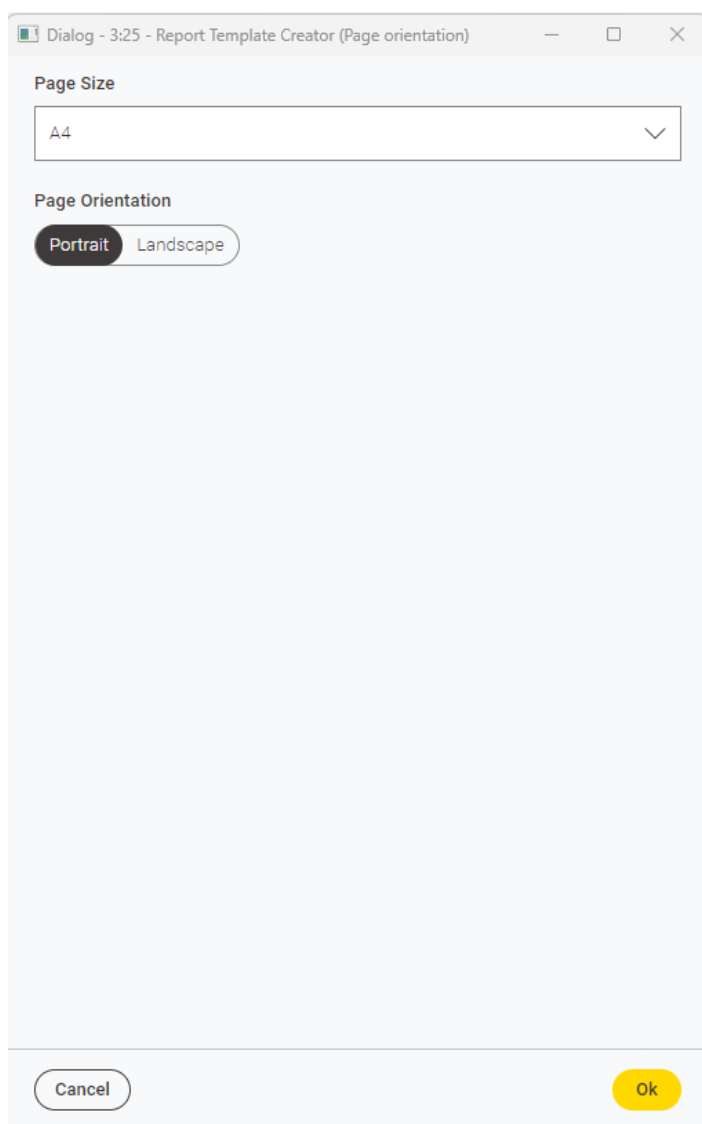 Dialog - 3:25 - Report Template Creator (Page orientation)
Page Size
A4
Page Orientation
Portrait Landscape
Cancel Ok